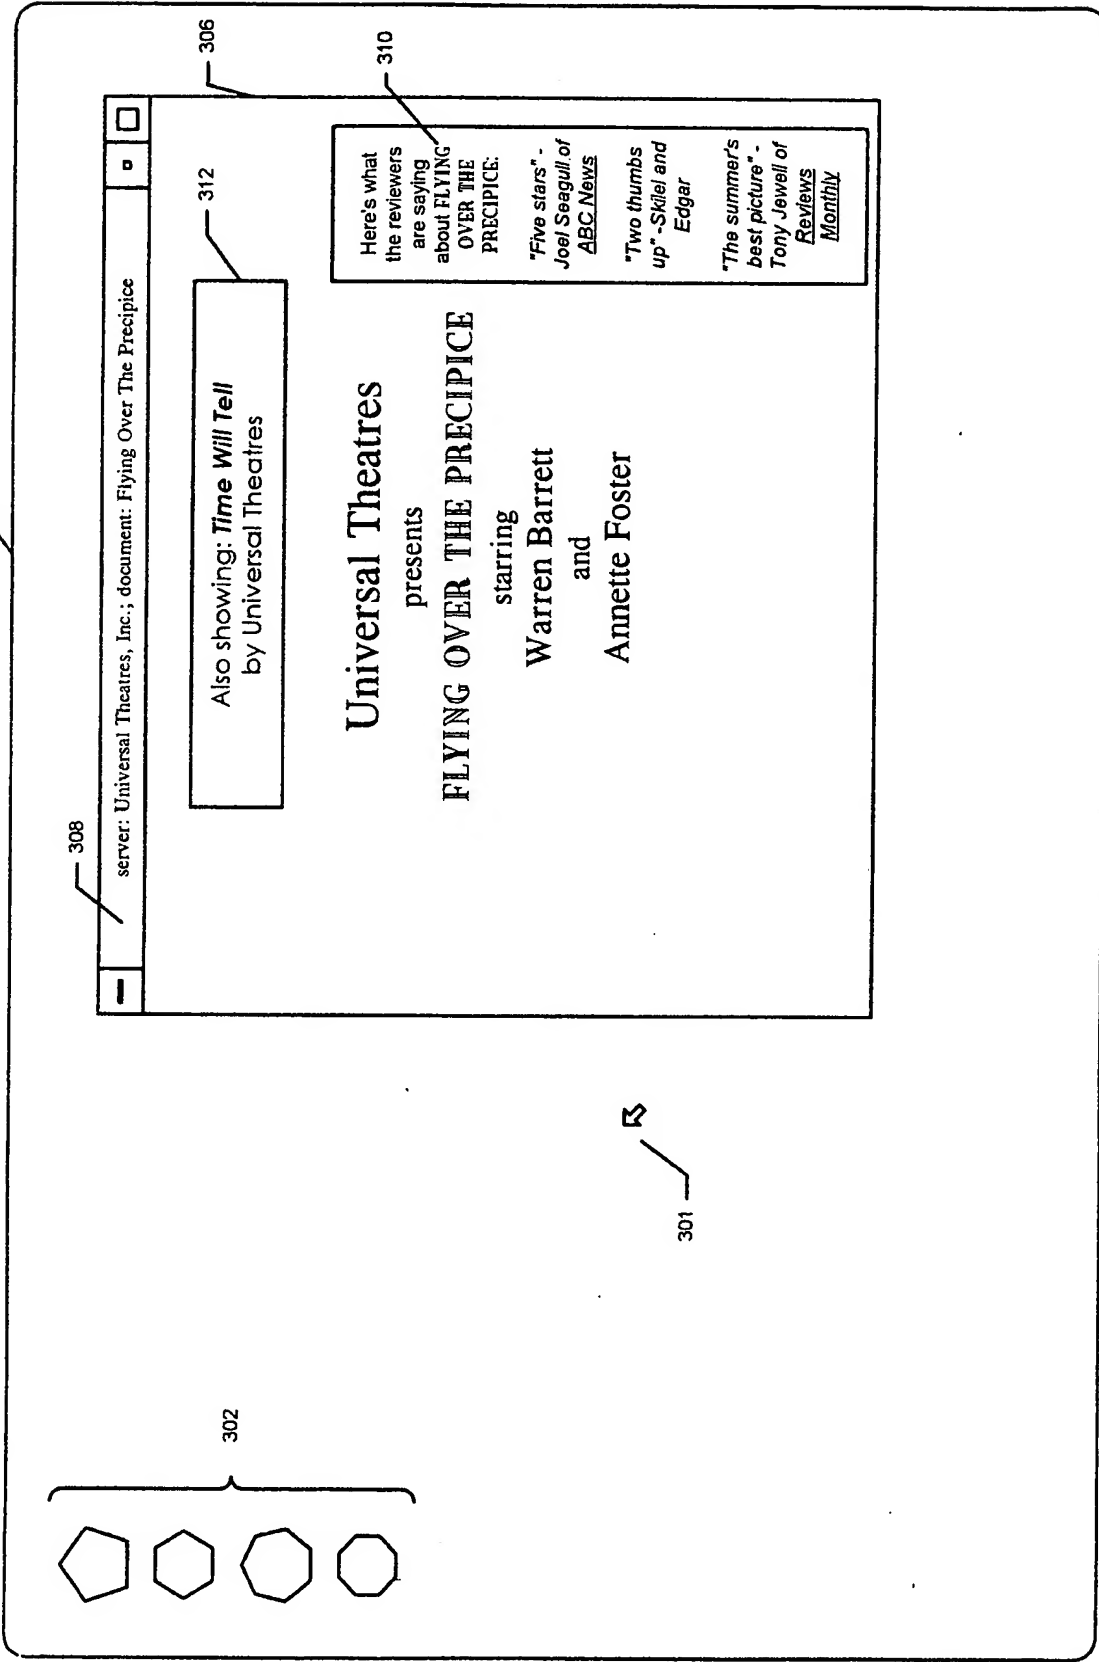 306
310
308
312
server: Universal Theatres, Inc.; document: Flying Over The Precipice
Also showing: Time Will Tell
by Universal Theatres
Universal Theatres
presents
FLYING OVER THE PRECIPICE
starring
Warren Barrett
and
Annette Foster
Here's what
the reviewers
are saying
about FLYING
OVER THE
PRECIPICE:
"Five stars" -
Joel Seagull of
ABC News
"Two thumbs
up" -Skilel and
Edgar
"The summer's
best picture" -
Tony Jewell of
Reviews
Monthly
302
301